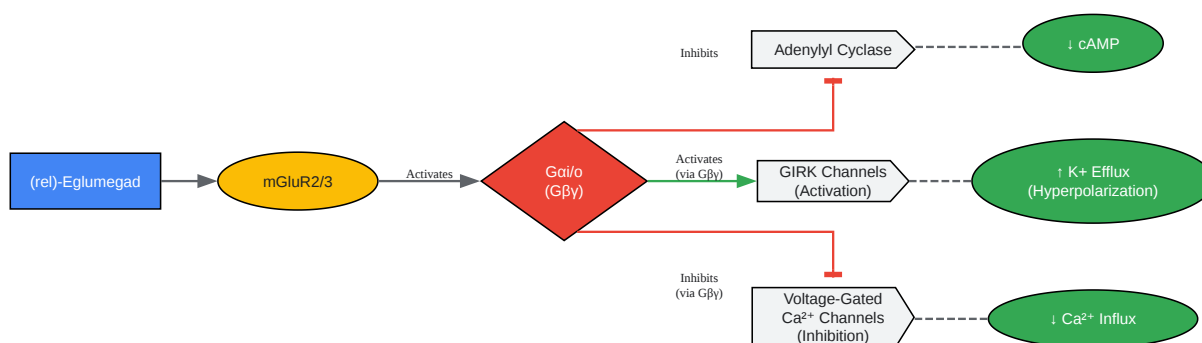 (rel)-Eglumegad
mGluR2/3
Activates
Gαi/o
(Gβγ)
Inhibits
Adenylyl Cyclase
↓ cAMP
Activates
(via Gβγ)
GIRK Channels
(Activation)
↑ K+ Efflux
(Hyperpolarization)
Inhibits
(via Gβγ)
Voltage-Gated
Ca²⁺ Channels
(Inhibition)
↓ Ca²⁺ Influx